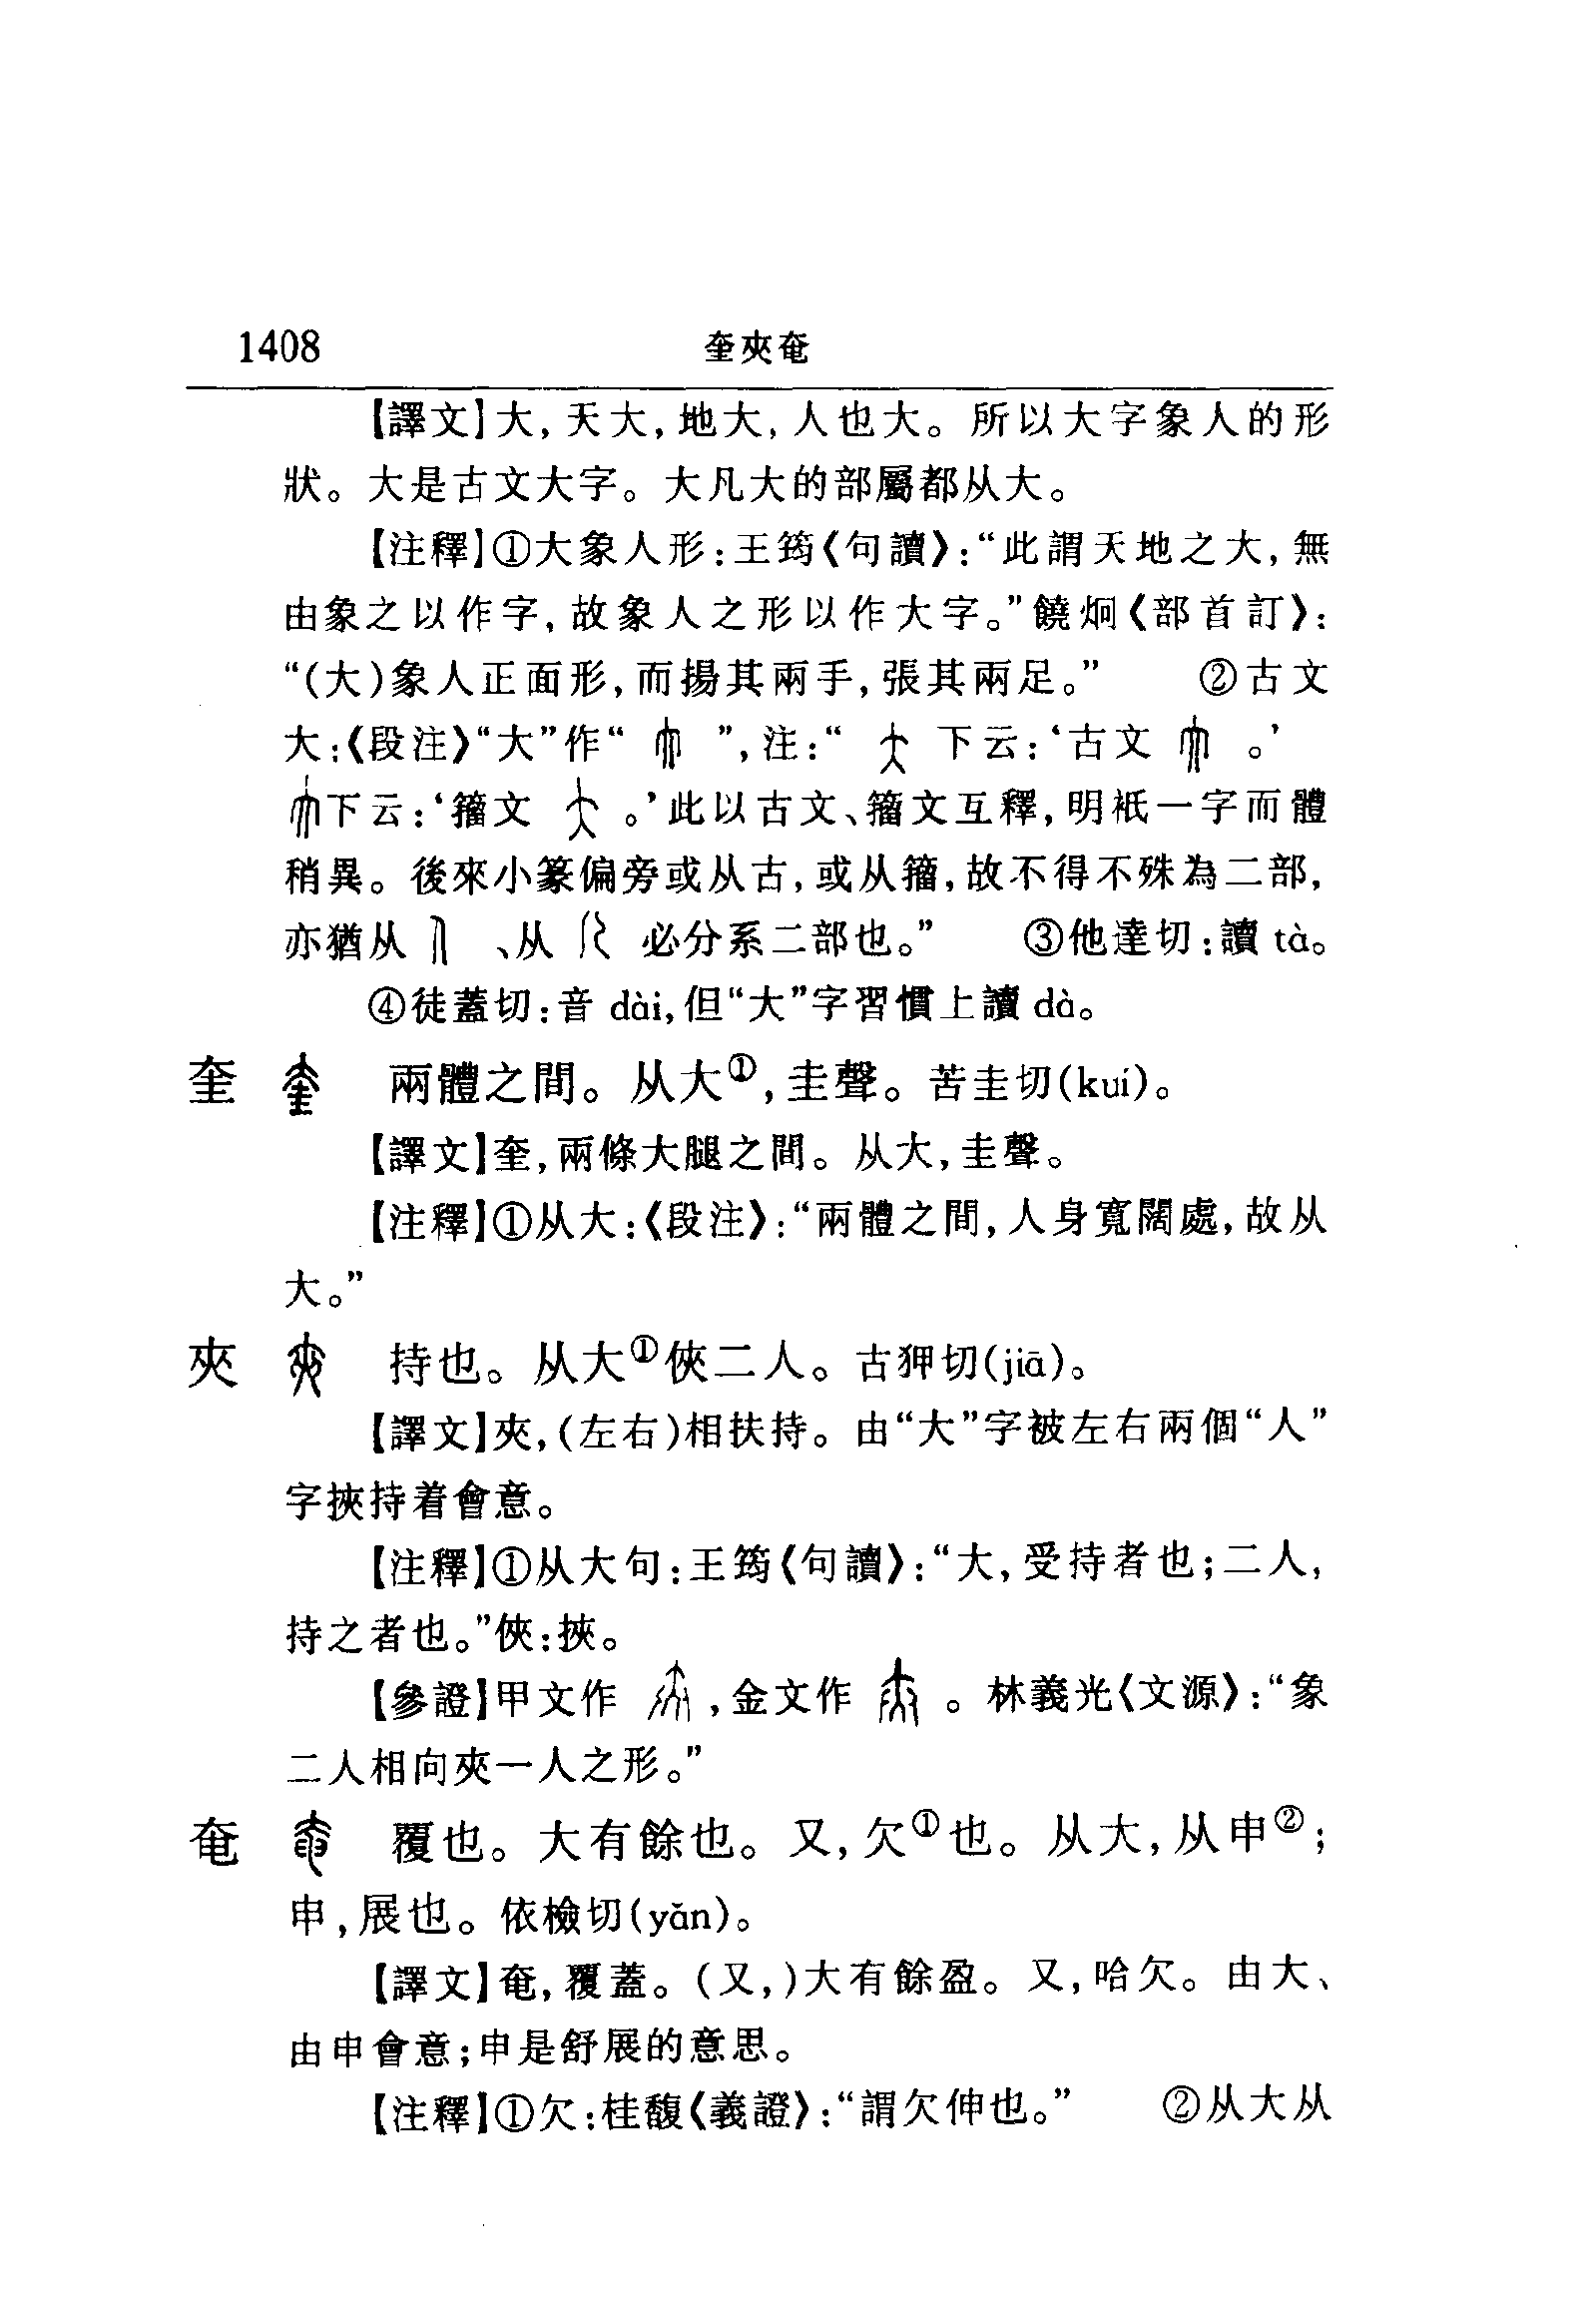 1408 奎夾奄
【譯文】大,天大,地大,人也大。所以大字象人的形
狀。大是古文大字。大凡大的部屬都从大。
【注釋】①大象人形:王筠《句讀》:“此謂天地之大,無
由象之以作字,故象人之形以作大字。”饒炯《部首訂》:
“(大)象人正面形,而揚其兩手,張其兩足。” ②古文
大:《段注》“大”作“ ”,注:“ 下云:‘古文 。’
下云:‘籀文 。’此以古文、籀文互釋,明祇一字而體
稍異。後來小篆偏旁或从古,或从籀,故不得不殊為二部,
亦猶从 、从 必分系二部也。” ③他達切:讀 tà。
④徒蓋切:音 dài,但“大”字習慣上讀 dà。
奎 兩體之間。从大①,圭聲。苦圭切(kuí)。
【譯文】奎,兩條大腿之間。从大,圭聲。
【注釋】①从大:《段注》:“兩體之間,人身寬闊處,故从
大。”
夾 持也。从大①俠二人。古狎切(jiā)。
【譯文】夾,(左右)相扶持。由“大”字被左右兩個“人”
字挾持着會意。
【注釋】①从大句:王筠《句讀》:“大,受持者也;二人,
持之者也。”俠:挾。
【參證】甲文作 ,金文作 。林義光《文源》:“象
二人相向夾一人之形。”
奄 覆也。大有餘也。又,欠①也。从大,从申②;
申,展也。依檢切(yǎn)。
【譯文】奄,覆蓋。(又,)大有餘盈。又,哈欠。由大、
由申會意;申是舒展的意思。
【注釋】①欠:桂馥《義證》:“謂欠伸也。” ②从大从